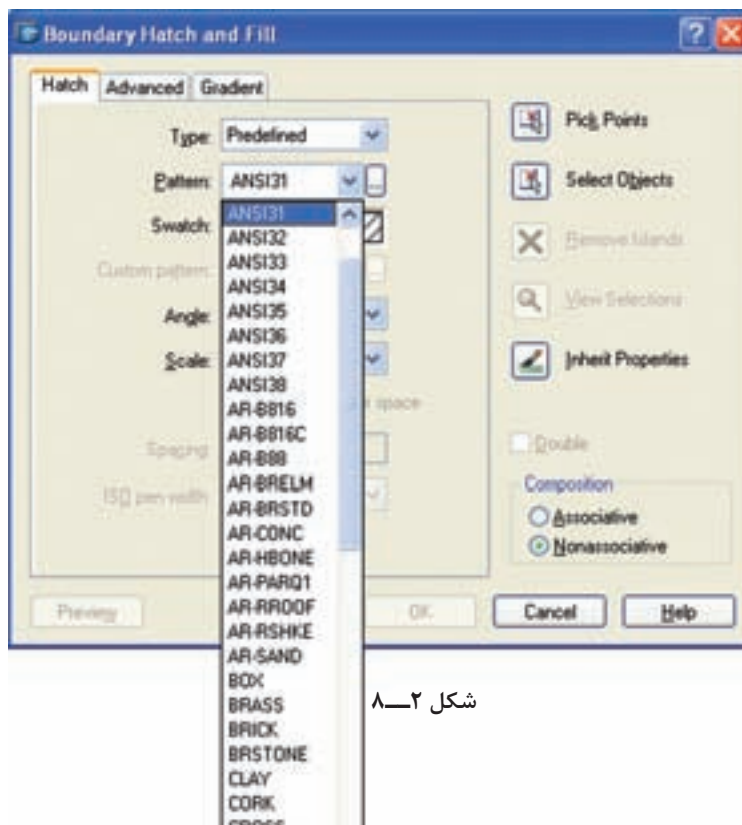 Boundary Hatch and Fill
Hatch Advanced Gradient
Type: Predefined
Pattern: ANSI31
Swatch:
Custom pattern:
Angle:
Scale:
Spacing:
ISO pen width:
ANSI31
ANSI32
ANSI33
ANSI34
ANSI35
ANSI36
ANSI37
ANSI38
AR-B816
AR-B816C
AR-B88
AR-BRELM
AR-BRSTD
AR-CONC
AR-HBONE
AR-PARQ1
AR-RROOF
AR-RSHKE
AR-SAND
BOX
BRASS
BRICK
BRSTONE
CLAY
CORK
CROSS
space
Pick Points
Select Objects
Remove Islands
View Selections
Inherit Properties
Double
Composition
Associative
Nonassociative
Preview OK Cancel Help
شکل ۲ــ۸